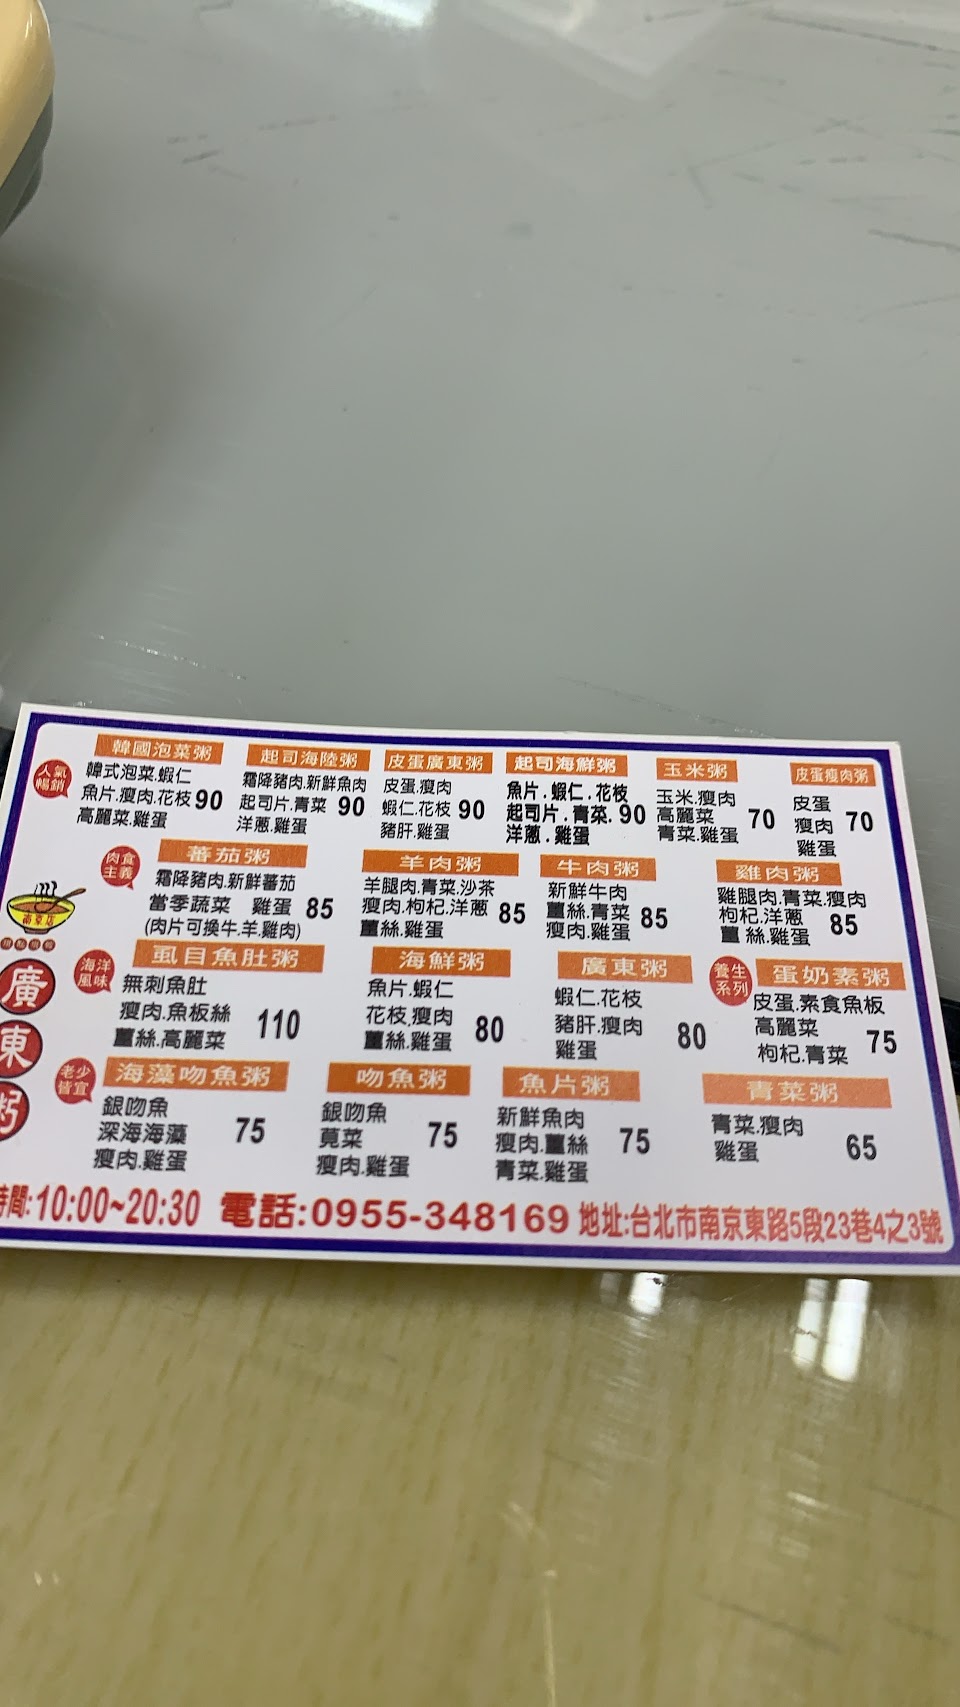 人氣
暢銷
韓國泡菜粥
韓式泡菜.蝦仁
魚片.瘦肉.花枝 90
高麗菜.雞蛋
起司海陸粥
霜降豬肉.新鮮魚肉
起司片.青菜 90
洋蔥.雞蛋
皮蛋廣東粥
皮蛋.瘦肉
蝦仁.花枝 90
豬肝.雞蛋
起司海鮮粥
魚片.蝦仁.花枝
起司片.青菜. 90
洋蔥.雞蛋
玉米粥
玉米.瘦肉
高麗菜 70
青菜.雞蛋
皮蛋瘦肉粥
皮蛋
瘦肉 70
雞蛋
肉食
主義
蕃茄粥
霜降豬肉.新鮮蕃茄
當季蔬菜 雞蛋 85
(肉片可換牛.羊.雞肉)
羊肉粥
羊腿肉.青菜.沙茶
瘦肉.枸杞.洋蔥 85
薑絲.雞蛋
牛肉粥
新鮮牛肉
薑絲.青菜 85
瘦肉.雞蛋
雞肉粥
雞腿肉.青菜.瘦肉
枸杞.洋蔥 85
薑絲.雞蛋
南京店
廣
東
粥
海洋
風味
虱目魚肚粥
無刺魚肚
瘦肉.魚板絲 110
薑絲.高麗菜
海鮮粥
魚片.蝦仁
花枝.瘦肉 80
薑絲.雞蛋
廣東粥
蝦仁.花枝
豬肝.瘦肉 80
雞蛋
養生
系列
蛋奶素粥
皮蛋.素食魚板
高麗菜 75
枸杞.青菜
老少
皆宜
海藻吻魚粥
銀吻魚
深海海藻 75
瘦肉.雞蛋
吻魚粥
銀吻魚
莧菜 75
瘦肉.雞蛋
魚片粥
新鮮魚肉
瘦肉.薑絲 75
青菜.雞蛋
青菜粥
青菜.瘦肉
雞蛋 65
時間:10:00~20:30 電話:0955-348169 地址:台北市南京東路5段23巷4之3號